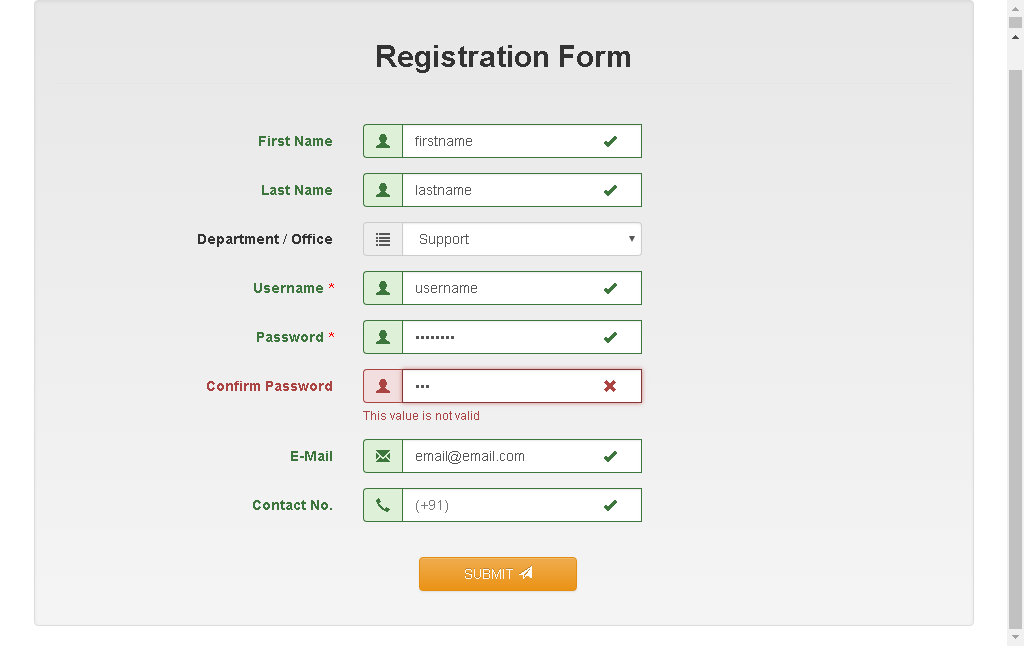 Registration Form
First Name firstname
Last Name lastname
Department / Office Support
Username * username
Password * ••••••••
Confirm Password •••
This value is not valid
E-Mail email@email.com
Contact No. (+91)
SUBMIT